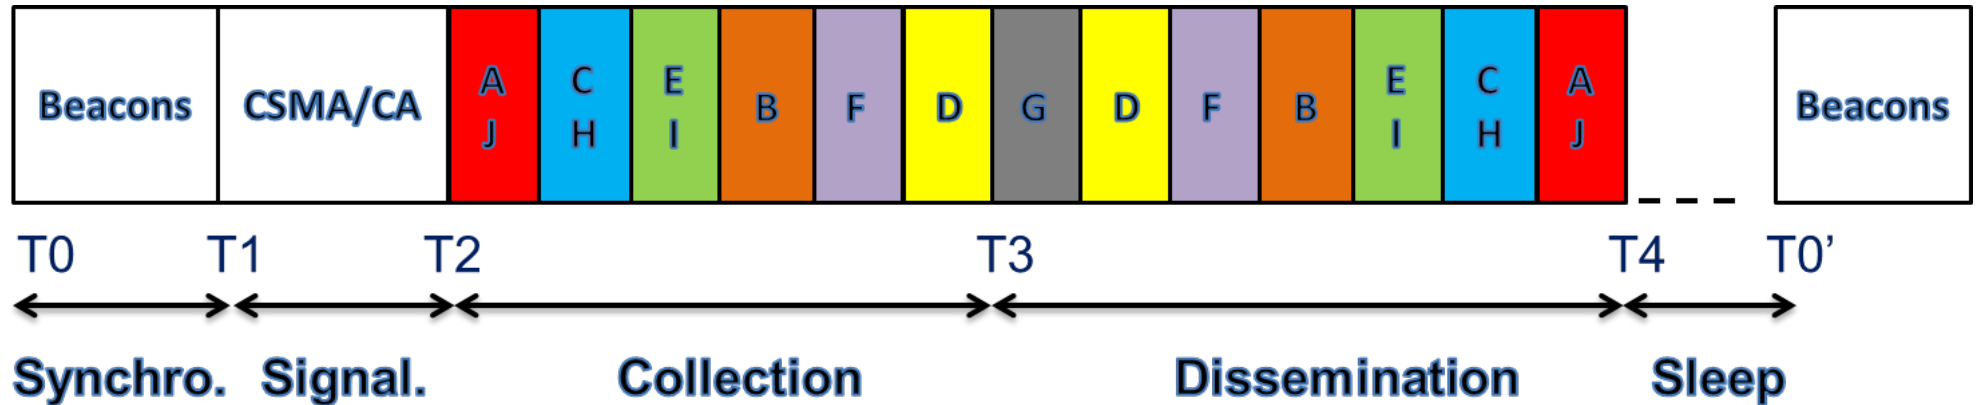 Beacons CSMA/CA A C E B F D G D F B E C A Beacons
J H I I H J
T0 T1 T2 T3 T4 T0’
Synchro. Signal. Collection Dissemination Sleep